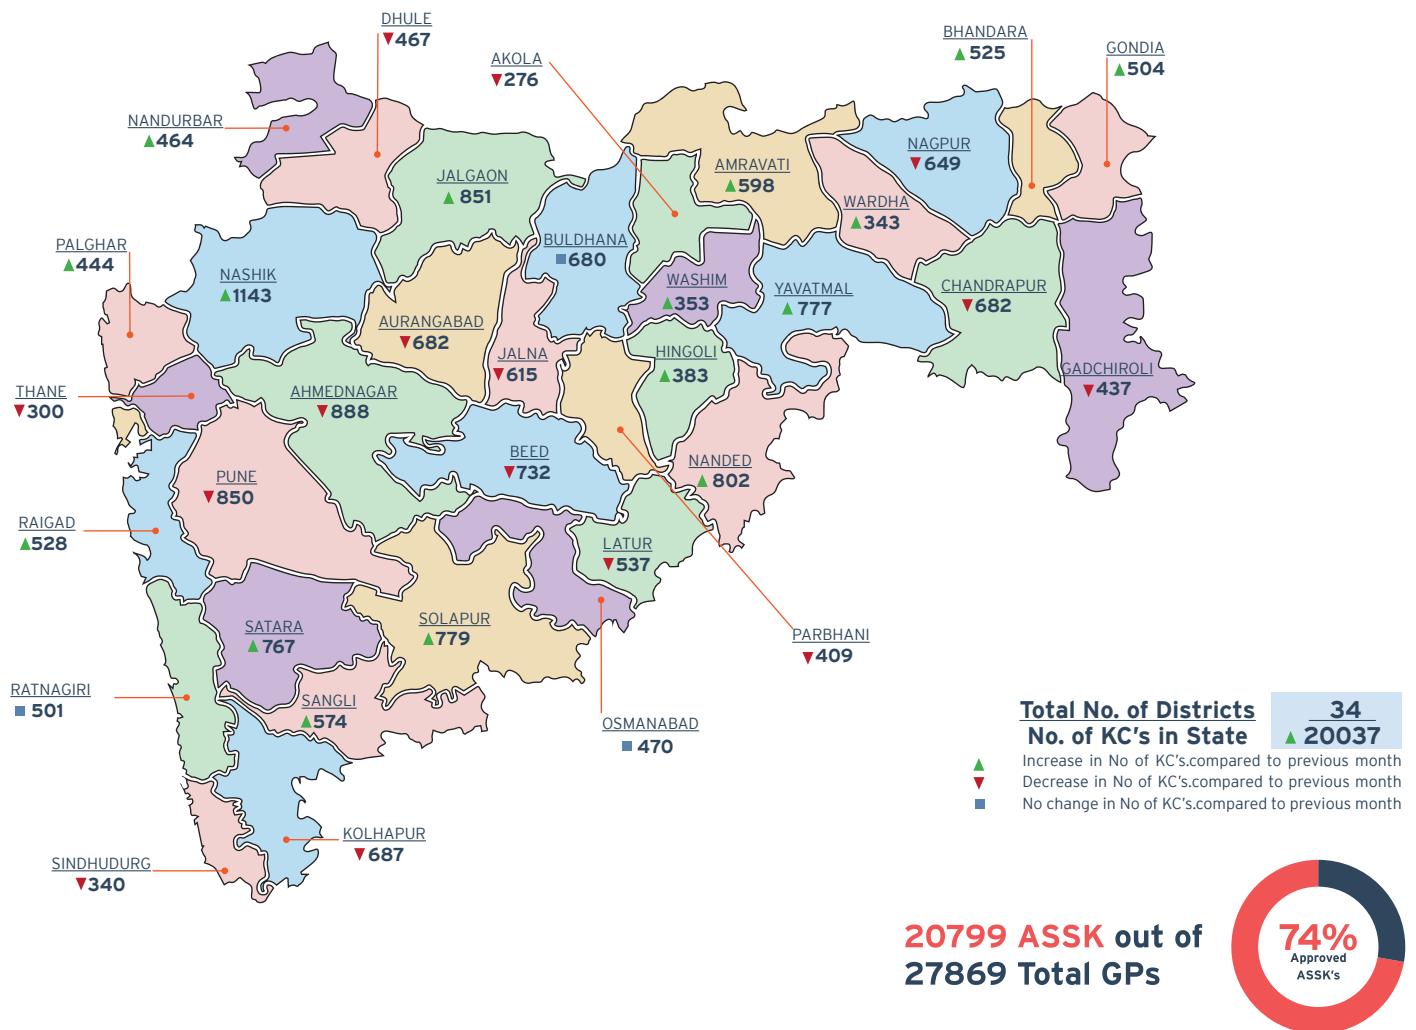 DHULE
▼467
BHANDARA
▲525
GONDIA
▲504
AKOLA
▼276
NANDURBAR
▲464
NAGPUR
▼649
AMRAVATI
▲598
JALGAON
▲851
WARDHA
▲343
PALGHAR
▲444
BULDHANA
■680
NASHIK
▲1143
WASHIM
▲353
YAVATMAL
▲777
CHANDRAPUR
▼682
AURANGABAD
▼682
JALNA
▼615
HINGOLI
▲383
GADCHIROLI
▼437
THANE
▼300
AHMEDNAGAR
▼888
BEED
▼732
NANDED
▲802
PUNE
▼850
RAIGAD
▲528
LATUR
▼537
SATARA
▲767
SOLAPUR
▲779
PARBHANI
▼409
RATNAGIRI
■ 501
SANGLI
▲574
OSMANABAD
■ 470
KOLHAPUR
▼687
SINDHUDURG
▼340
Total No. of Districts 34
No. of KC's in State ▲ 20037
▲ Increase in No of KC's.compared to previous month
▼ Decrease in No of KC's.compared to previous month
■ No change in No of KC's.compared to previous month
20799 ASSK out of
27869 Total GPs
74%
Approved
ASSK's